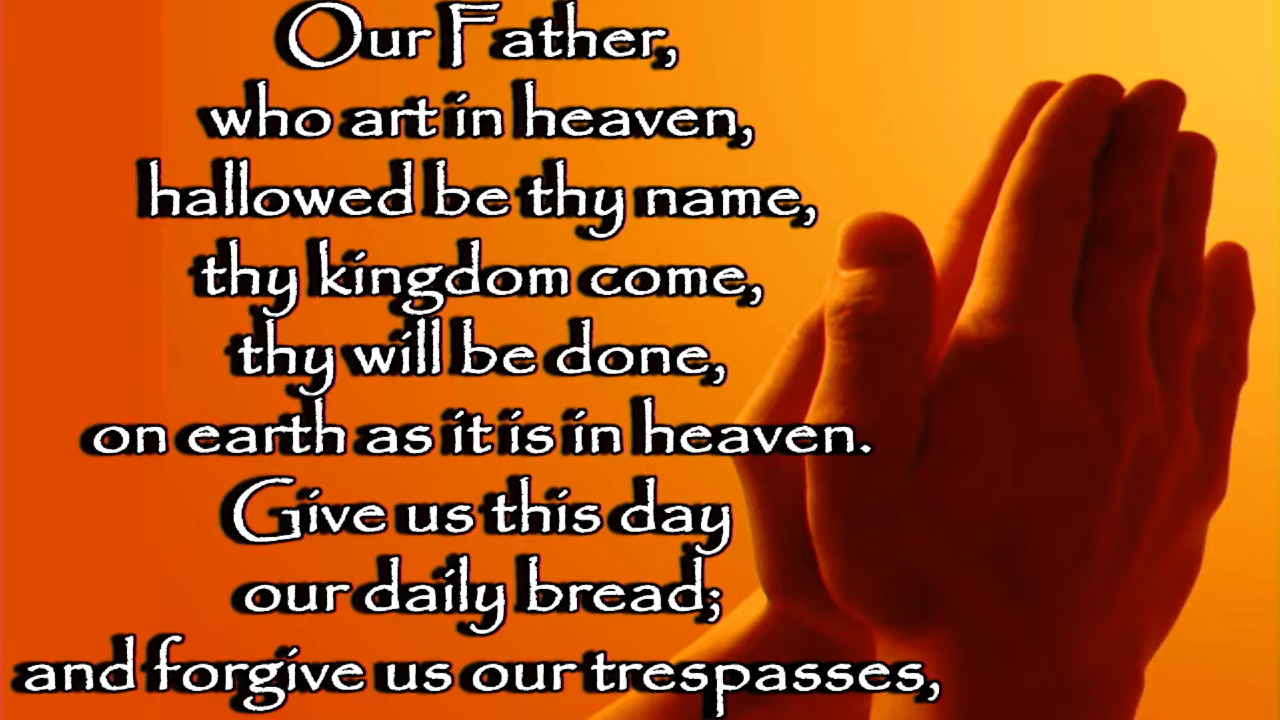 Our Father,
who art in heaven,
hallowed be thy name,
thy kingdom come,
thy will be done,
on earth as it is in heaven.
Give us this day
our daily bread;
and forgive us our trespasses,